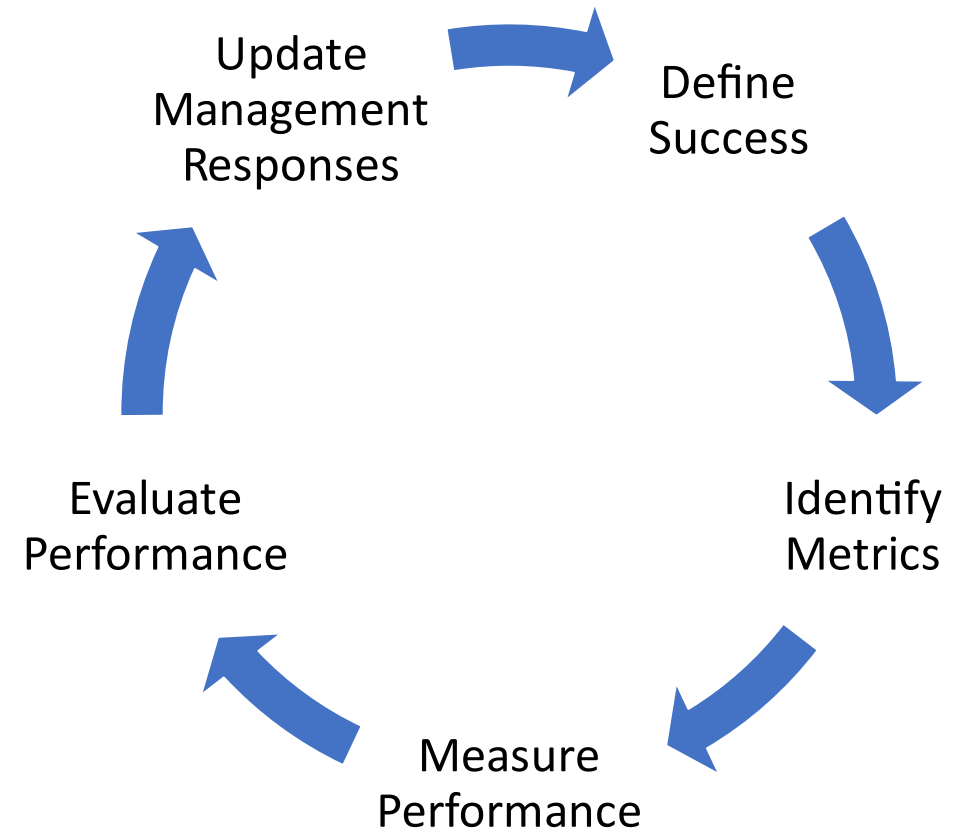 Update
Management
Responses
Define
Success
Identify
Metrics
Measure
Performance
Evaluate
Performance